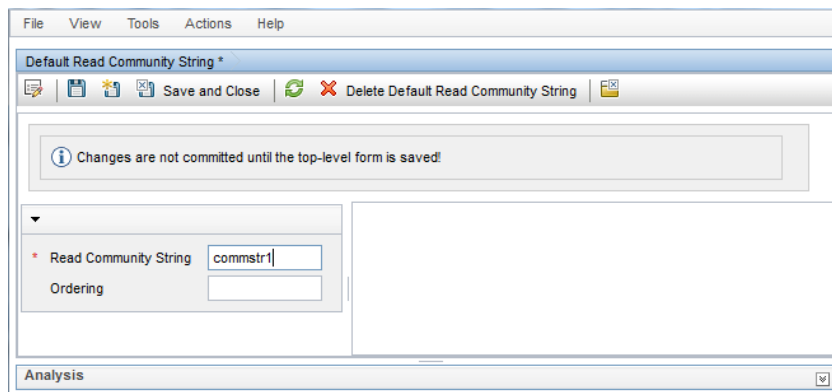 File View Tools Actions Help
Default Read Community String *
Save and Close Delete Default Read Community String
Changes are not committed until the top-level form is saved!
* Read Community String commstr1
Ordering
Analysis